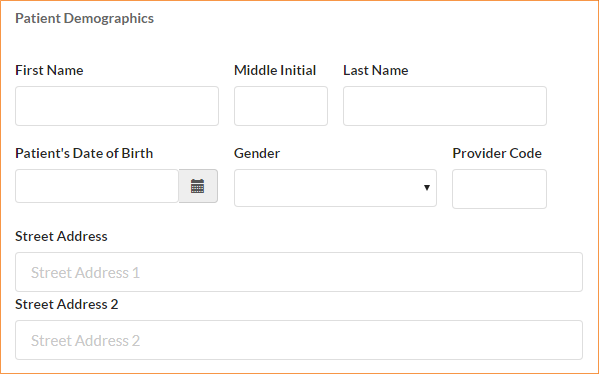 Patient Demographics
First Name Middle Initial Last Name
Patient's Date of Birth Gender Provider Code
Street Address
Street Address 1
Street Address 2
Street Address 2